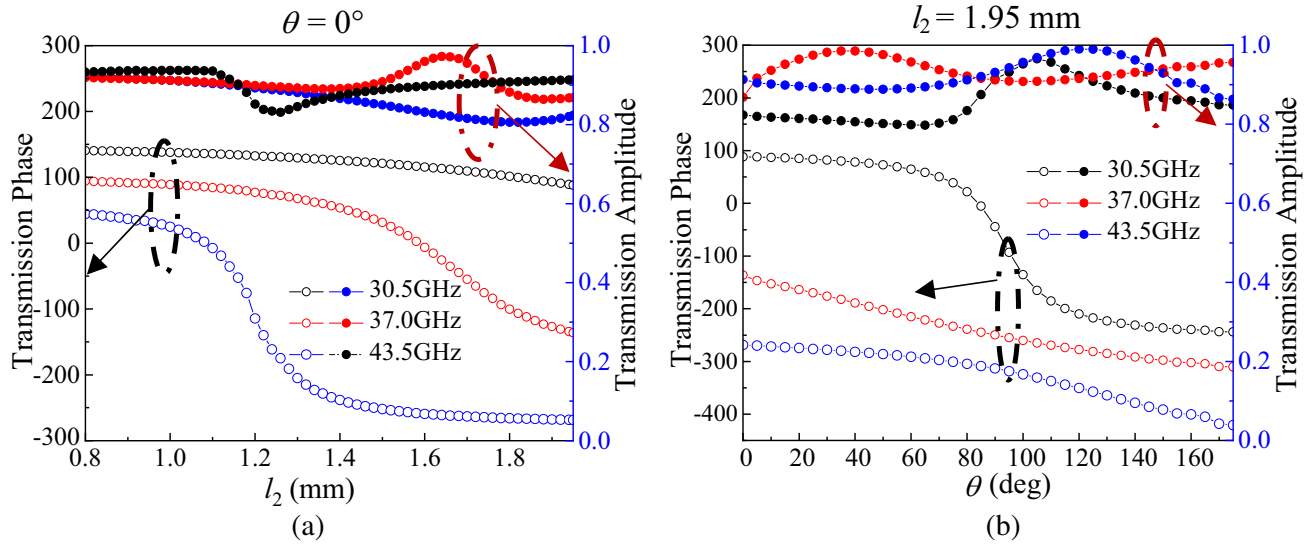 θ = 0°
300
200
100
0
-100
-200
-300
Transmission Phase
1.0
0.8
0.6
0.4
0.2
0.0
Transmission Amplitude
30.5GHz
37.0GHz
43.5GHz
0.8
1.0
1.2
1.4
1.6
1.8
l₂ (mm)
(a)
l₂ = 1.95 mm
300
200
100
0
-100
-200
-300
-400
Transmission Phase
1.0
0.8
0.6
0.4
0.2
0.0
Transmission Amplitude
30.5GHz
37.0GHz
43.5GHz
0
20
40
60
80
100
120
140
160
θ (deg)
(b)